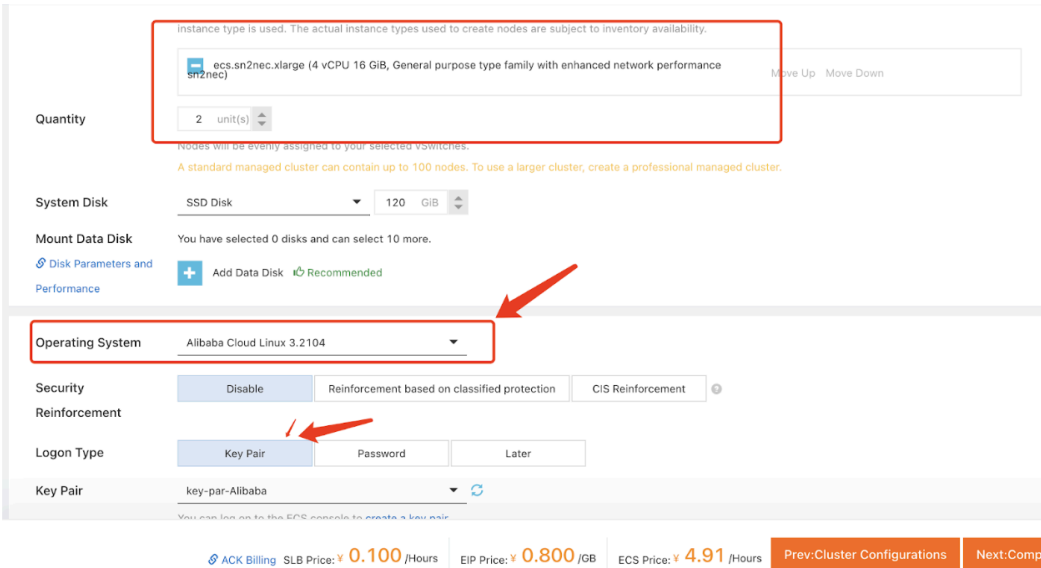 instance type is used. The actual instance types used to create nodes are subject to inventory availability.
ecs.sn2nec.xlarge (4 vCPU 16 GiB, General purpose type family with enhanced network performance
sn2nec)
Move Up Move Down
Quantity
2 unit(s)
Nodes will be evenly assigned to your selected vSwitches.
A standard managed cluster can contain up to 100 nodes. To use a larger cluster, create a professional managed cluster.
System Disk
SSD Disk
120 GiB
Mount Data Disk
You have selected 0 disks and can select 10 more.
Disk Parameters and
Performance
Add Data Disk Recommended
Operating System
Alibaba Cloud Linux 3.2104
Security
Reinforcement
Disable
Reinforcement based on classified protection
CIS Reinforcement
Logon Type
Key Pair
Password
Later
Key Pair
key-par-Alibaba
You can log on to the ECS console to create a key pair
ACK Billing SLB Price: ¥ 0.100 /Hours
EIP Price: ¥ 0.800 /GB
ECS Price: ¥ 4.91 /Hours
Prev:Cluster Configurations
Next:Comp